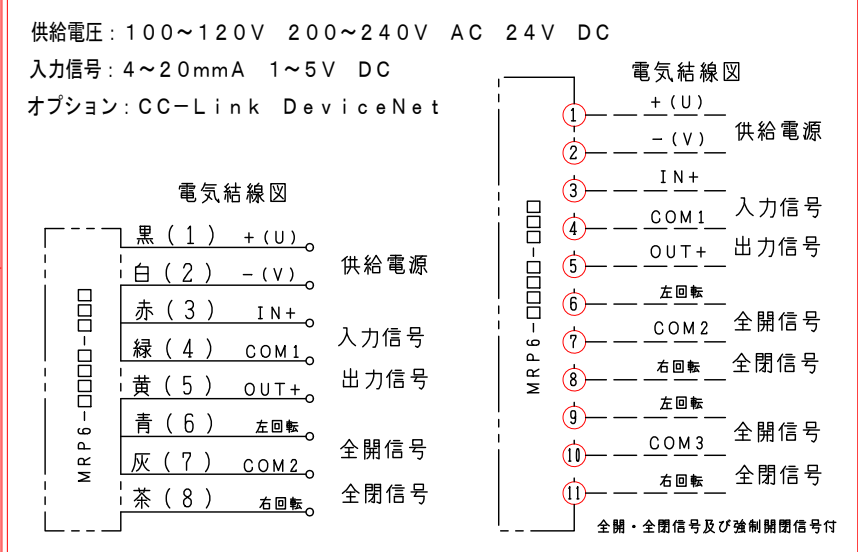 供給電圧：１００～１２０Ｖ　２００～２４０Ｖ　ＡＣ　２４Ｖ　ＤＣ
入力信号：４～２０ｍｍＡ　１～５Ｖ　ＤＣ
オプション：ＣＣ－Ｌｉｎｋ　ＤｅｖｉｃｅＮｅｔ
電気結線図
黒(1) +(U)
供給電源
白(2) -(V)
赤(3) IN+
入力信号
緑(4) COM1
出力信号
黄(5) OUT+
青(6) 左回転
全開信号
灰(7) COM2
全閉信号
茶(8) 右回転
MRP6-□□□□-□□□
電気結線図
1 +(U)
供給電源
2 -(V)
3 IN+
入力信号
4 COM1
出力信号
5 OUT+
6 左回転
全開信号
7 COM2
全閉信号
8 右回転
9 左回転
全開信号
10 COM3
全閉信号
11 右回転
MRP6-□□□□-□□□
全開・全閉信号及び強制開閉信号付